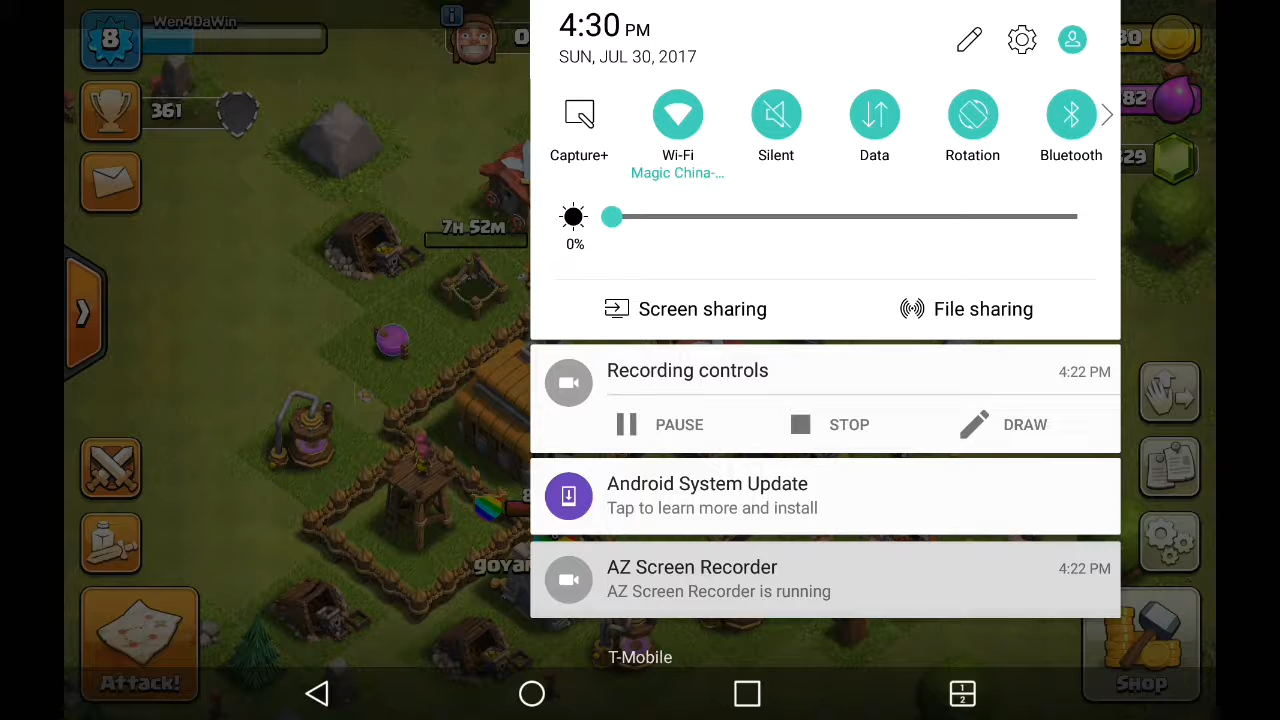 8
Wen4DaWin
361
7H 52M
goya
Attack!
4:30 PM
SUN, JUL 30, 2017
Capture+
Wi-Fi
Magic China-...
Silent
Data
Rotation
Bluetooth
0%
Screen sharing
File sharing
Recording controls
4:22 PM
PAUSE
STOP
DRAW
Android System Update
Tap to learn more and install
AZ Screen Recorder
4:22 PM
AZ Screen Recorder is running
T-Mobile
Shop
1
2